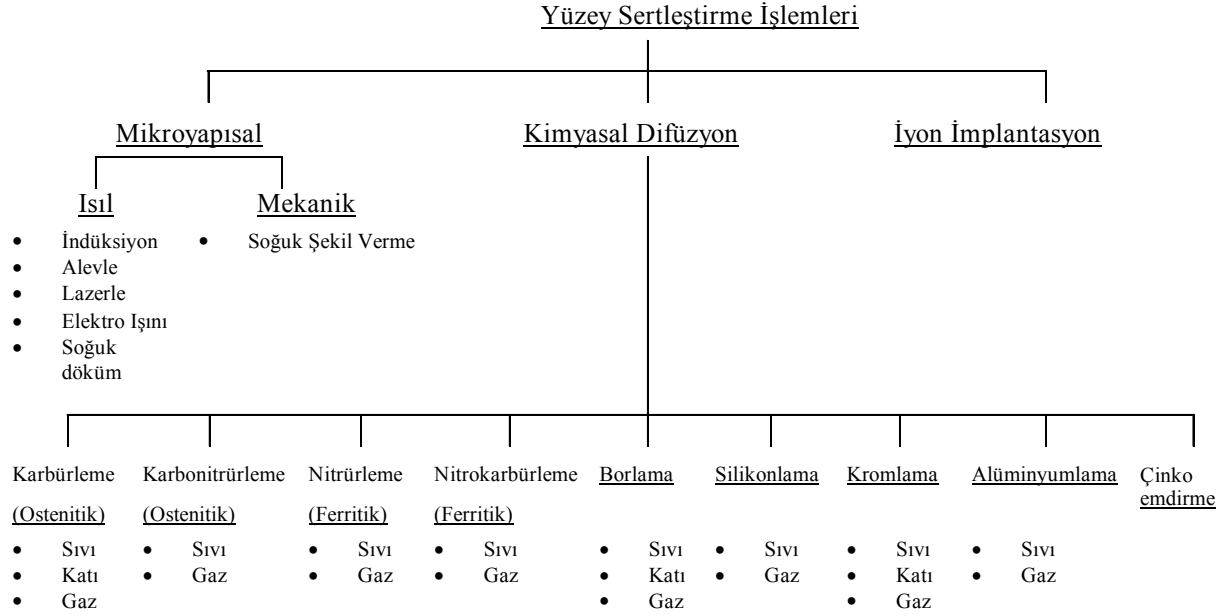 Yüzey Sertleştirme İşlemleri
Mikroyapısal
Kimyasal Difüzyon
İyon İmplantasyon
Isıl
Mekanik
• İndüksiyon
• Alevle
• Lazerle
• Elektro Işını
• Soğuk
döküm
• Soğuk Şekil Verme
Karbürleme
(Ostenitik)
• Sıvı
• Katı
• Gaz
Karbonitrürleme
(Ostenitik)
• Sıvı
• Gaz
Nitrürleme
(Ferritik)
• Sıvı
• Gaz
Nitrokarbürleme
(Ferritik)
• Sıvı
• Gaz
Borlama
• Sıvı
• Katı
• Gaz
Silikonlama
• Sıvı
• Gaz
Kromlama
• Sıvı
• Katı
• Gaz
Alüminyumlama
• Sıvı
• Gaz
Çinko
emdirme